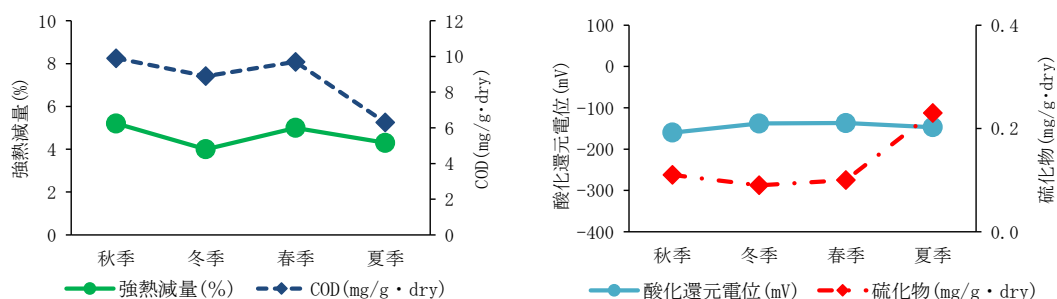 強熱減量(%)
10
8
6
4
2
0
12
10
8
6
4
2
0
COD(mg/g・dry)
秋季 冬季 春季 夏季
強熱減量(%) COD(mg/g・dry)
酸化還元電位(mV)
100
0
-100
-200
-300
-400
0.4
0.2
0.0
硫化物(mg/g・dry)
秋季 冬季 春季 夏季
酸化還元電位(mV) 硫化物(mg/g・dry)